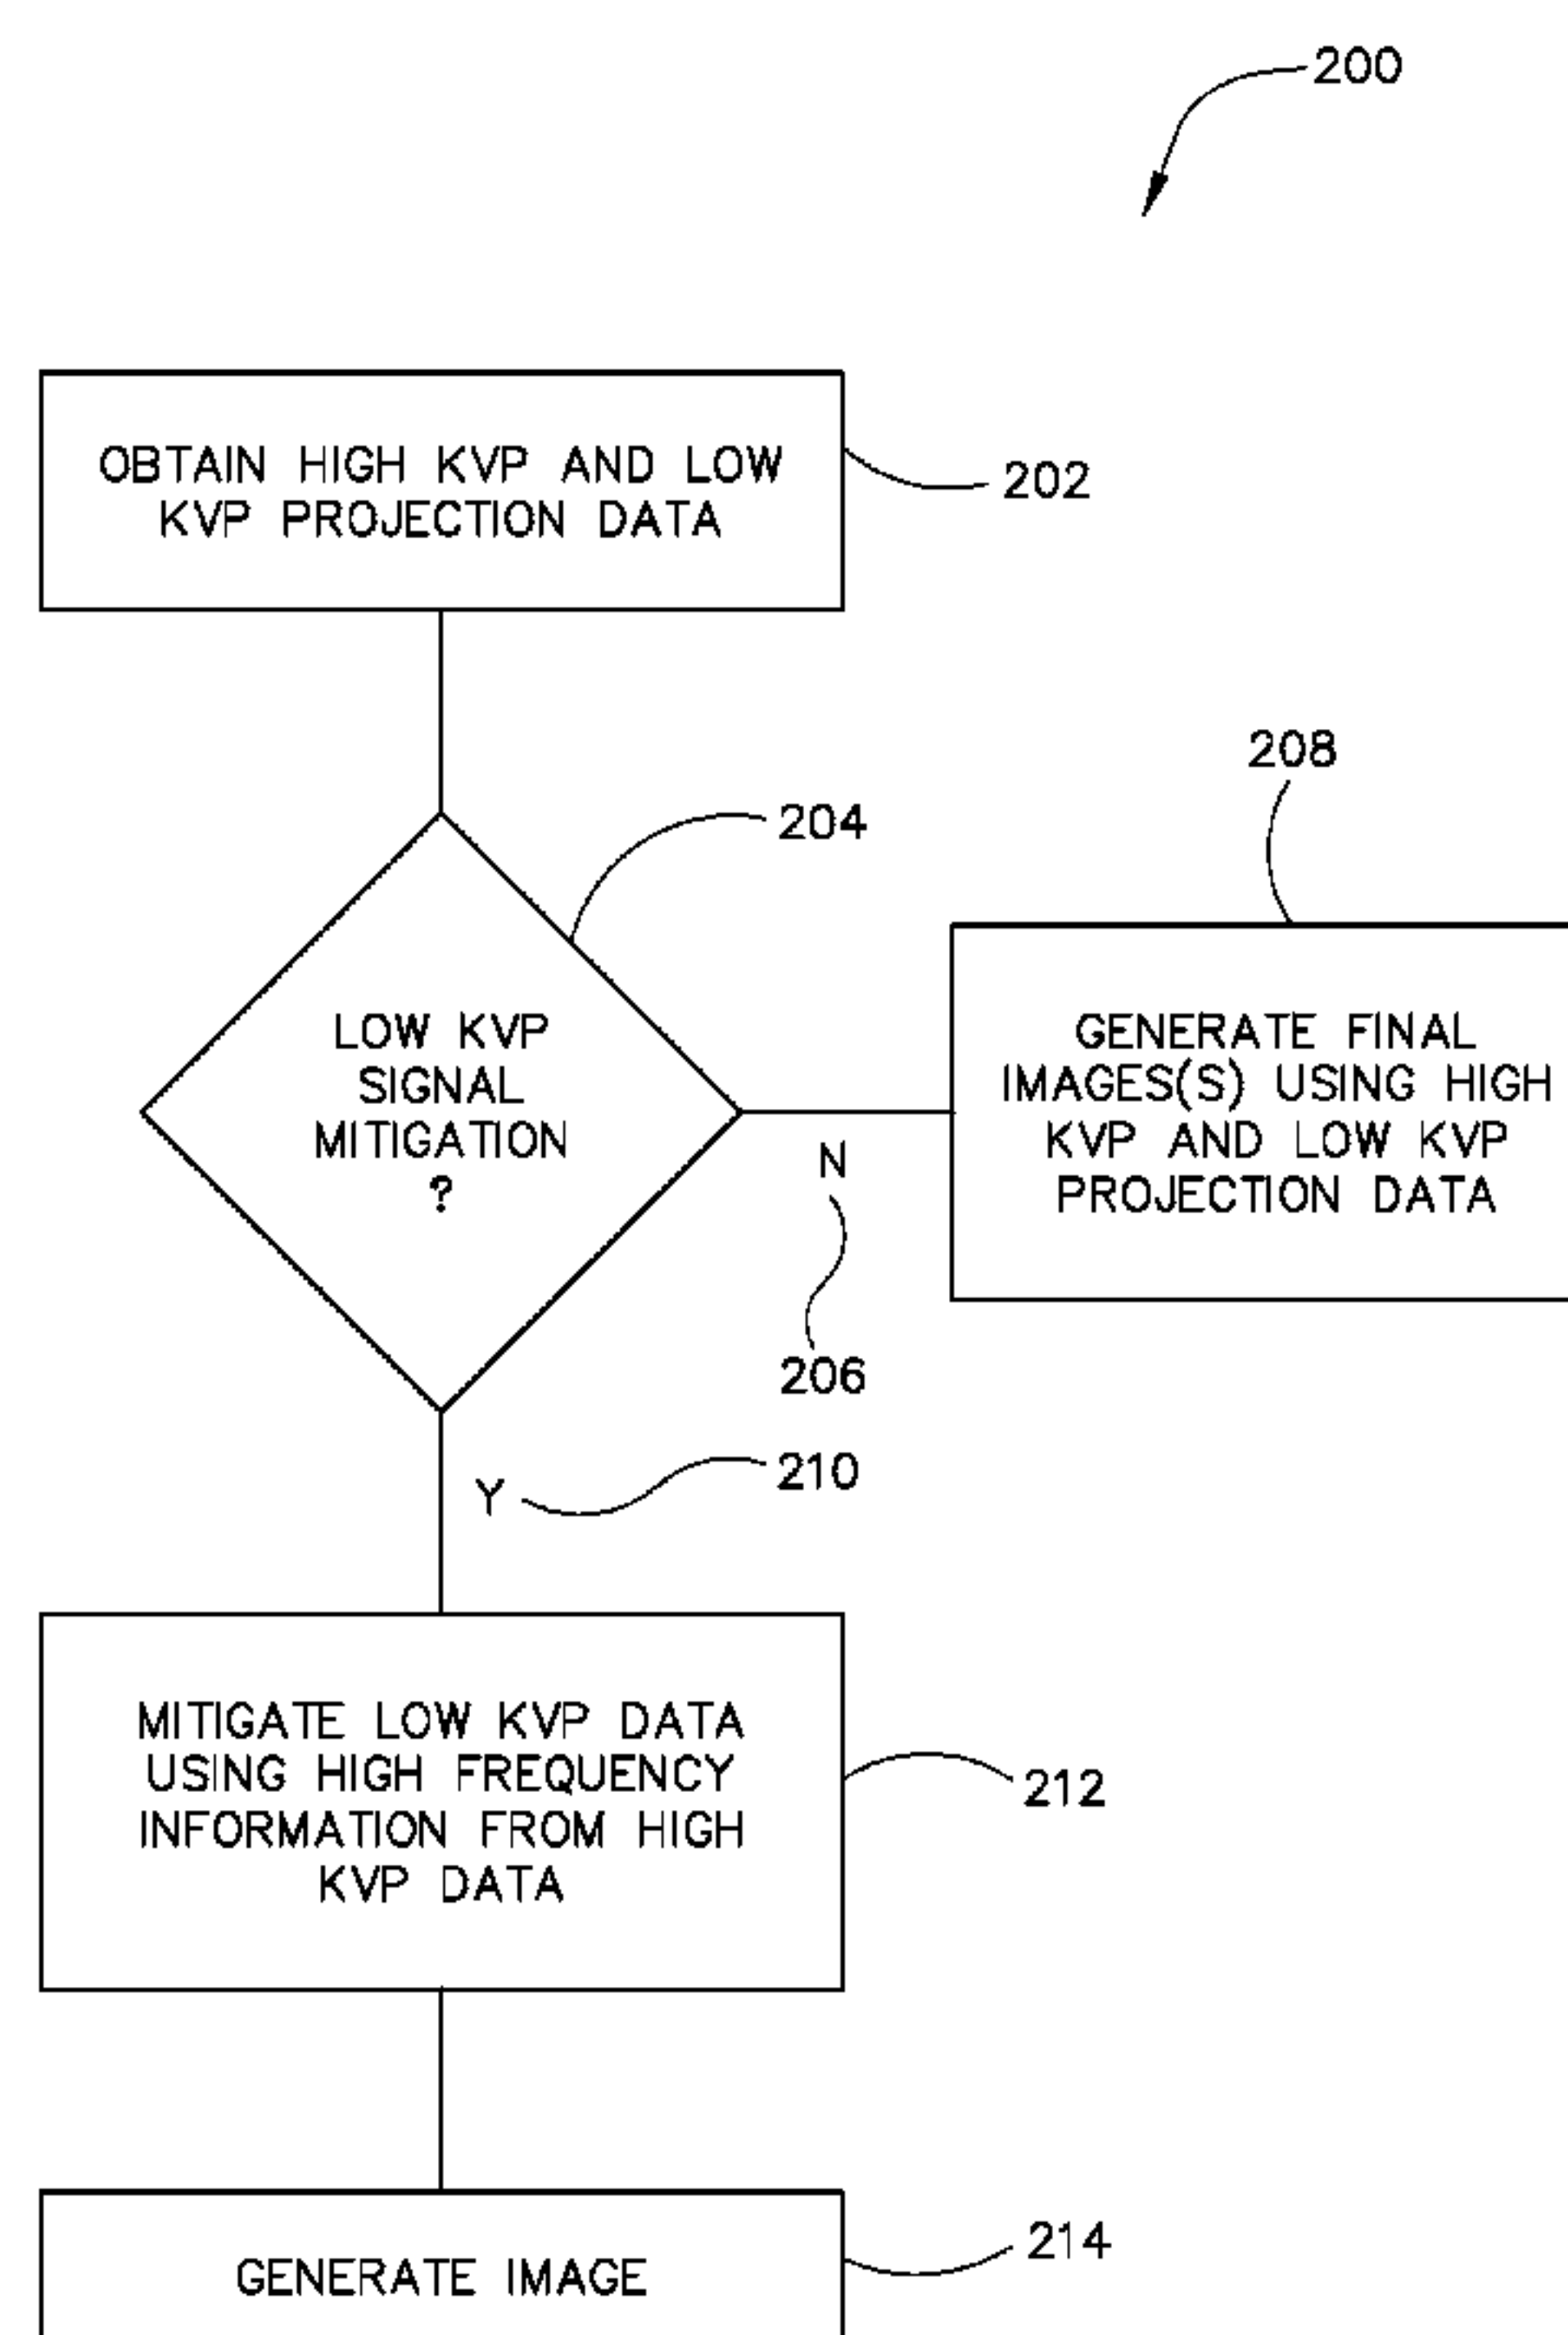 200
OBTAIN HIGH KVP AND LOW
KVP PROJECTION DATA
202
204
LOW KVP
SIGNAL
MITIGATION
?
208
GENERATE FINAL
IMAGES(S) USING HIGH
KVP AND LOW KVP
PROJECTION DATA
N
206
Y
210
MITIGATE LOW KVP DATA
USING HIGH FREQUENCY
INFORMATION FROM HIGH
KVP DATA
212
GENERATE IMAGE
214